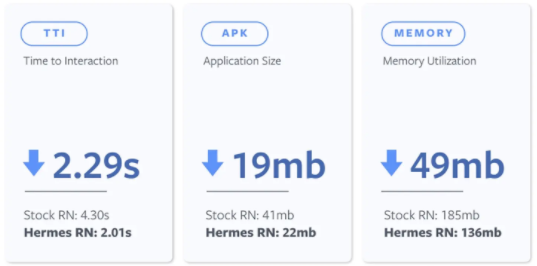 TTI
Time to Interaction
2.29s
Stock RN: 4.30s
Hermes RN: 2.01s
APK
Application Size
19mb
Stock RN: 41mb
Hermes RN: 22mb
MEMORY
Memory Utilization
49mb
Stock RN: 185mb
Hermes RN: 136mb